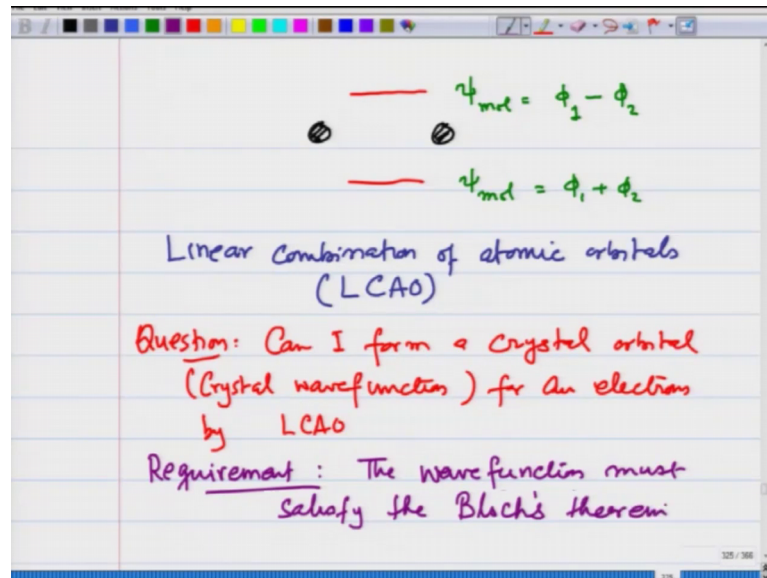 ψmol = ϕ1 − ϕ2
ψmol = ϕ1 + ϕ2
Linear combination of atomic orbitals
(LCAO)
Question: Can I form a crystal orbital
(Crystal wavefunction) for an electron
by LCAO
Requirement : The wavefunction must
satisfy the Bloch's theorem
325 / 366